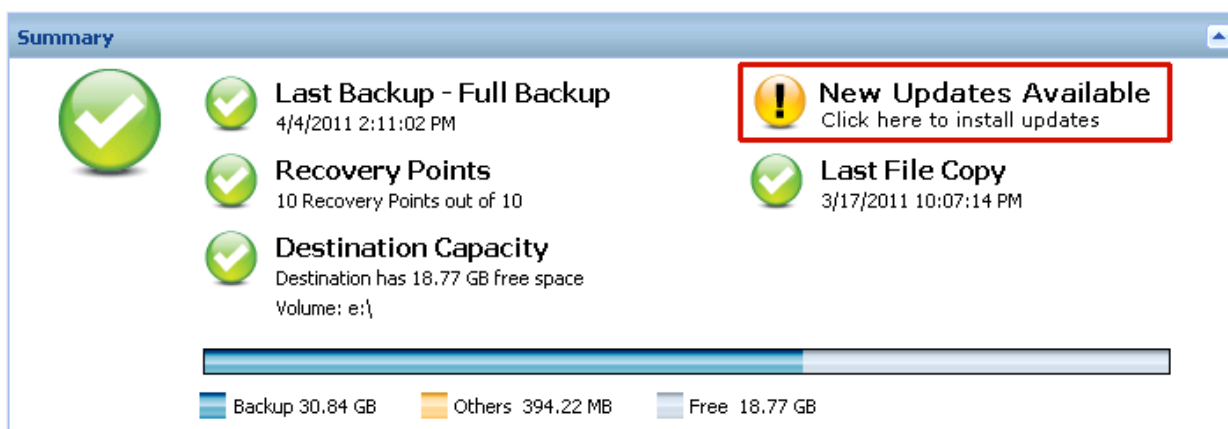 Summary
Last Backup - Full Backup
4/4/2011 2:11:02 PM
New Updates Available
Click here to install updates
Recovery Points
10 Recovery Points out of 10
Last File Copy
3/17/2011 10:07:14 PM
Destination Capacity
Destination has 18.77 GB free space
Volume: e:\
Backup 30.84 GB
Others 394.22 MB
Free 18.77 GB